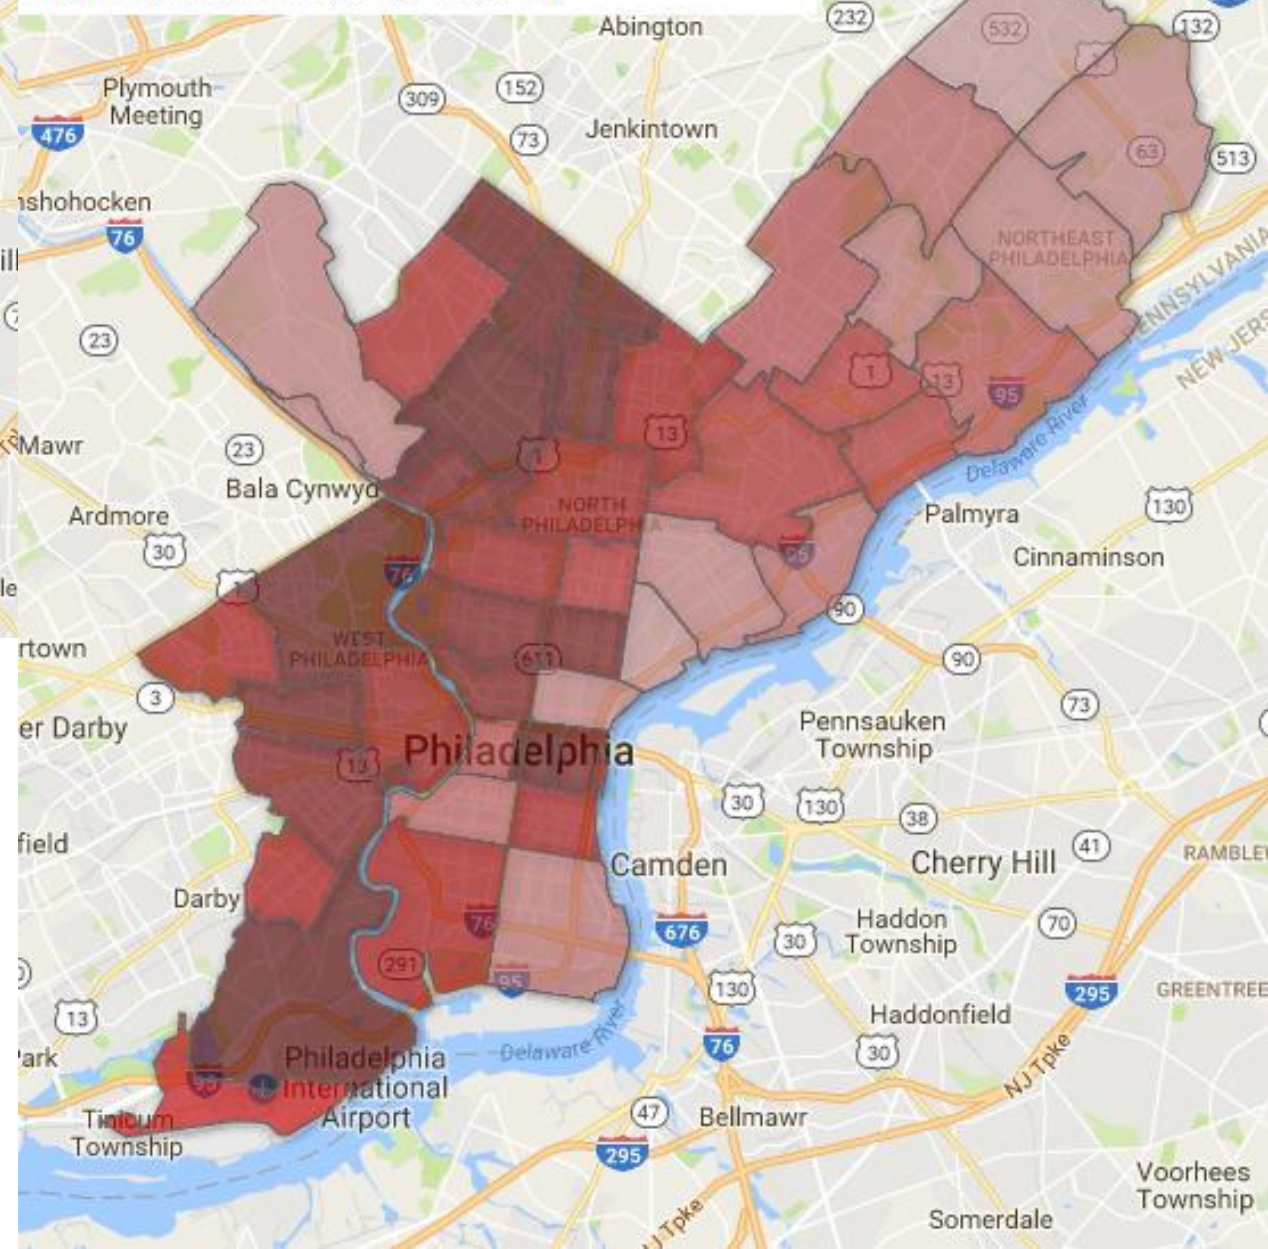 Abington
232
532
132
Plymouth
Meeting
309
152
73
476
Jenkintown
63
513
nshohocken
76
ill
NORTHEAST
PHILADELPHIA
PENNSYLVANIA
NEW JERS
23
1
13
95
Mawr
23
13
1
Delaware River
Bala Cynwyd
Ardmore
30
NORTH
PHILADELPHIA
Palmyra
130
Cinnaminson
95
76
1
le
90
rtown
WEST
PHILADELPHIA
611
90
3
73
er Darby
Philadelphia
Pennsauken
Township
13
30
130
38
field
Camden
41
Cherry Hill
RAMBLEW
Darby
76
676
Haddon
Township
30
70
291
95
130
295
GREENTREE
13
Haddonfield
Park
Philadelphia
International
Airport
95
Delaware River
76
30
NJ Tpke
Tinicum
Township
47
Bellmawr
295
Voorhees
Township
NJ Tpke
Somerdale